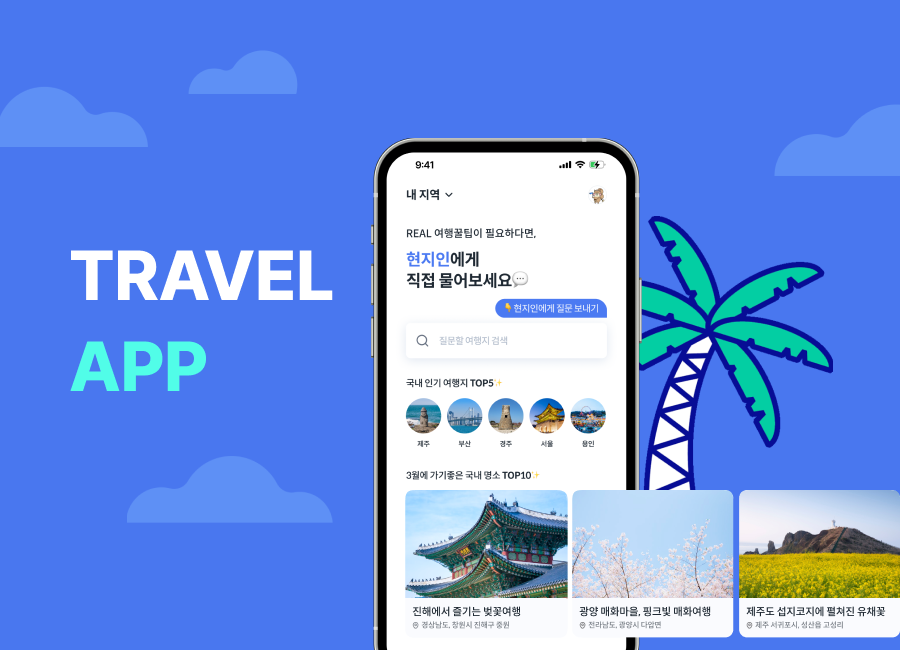 TRAVEL
APP
9:41
내 지역
REAL 여행꿀팁이 필요하다면,
현지인에게
직접 물어보세요
현지인에게 질문 보내기
질문할 여행지 검색
국내 인기 여행지 TOP5
제주
부산
경주
서울
용인
3월에 가기좋은 국내 명소 TOP10
진해에서 즐기는 벚꽃여행
경상남도, 창원시 진해구 중원
광양 매화마을, 핑크빛 매화여행
전라남도, 광양시 다압면
제주도 섭지코지에 펼쳐진 유채꽃
제주 서귀포시, 성산읍 고성리